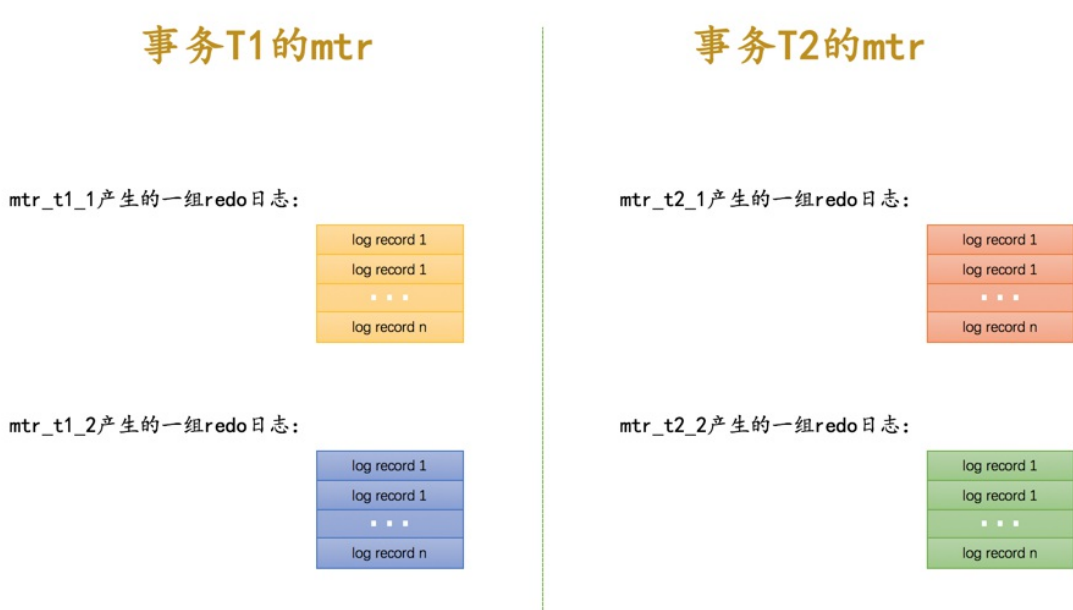 事务T1的mtr
mtr_t1_1产生的一组redo日志:
log record 1
log record 1
...
log record n
mtr_t1_2产生的一组redo日志:
log record 1
log record 1
...
log record n
事务T2的mtr
mtr_t2_1产生的一组redo日志:
log record 1
log record 1
...
log record n
mtr_t2_2产生的一组redo日志:
log record 1
log record 1
...
log record n